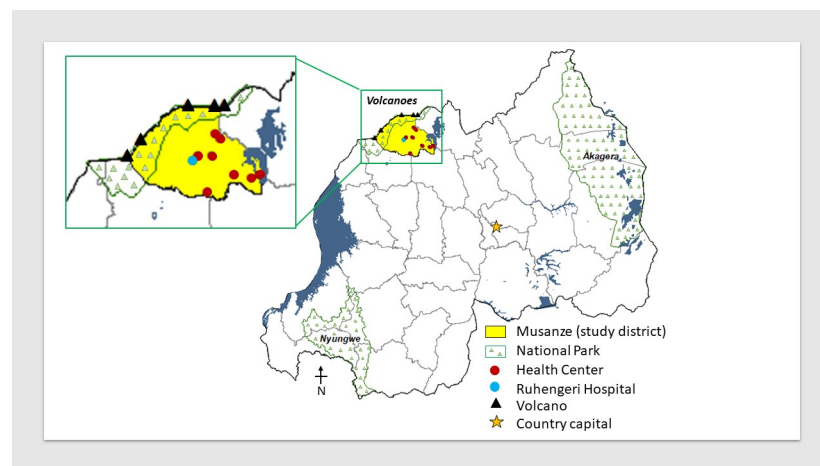 Volcanoes
Akagera
Nyungwe
N
Musanze (study district)
National Park
Health Center
Ruhengeri Hospital
Volcano
Country capital